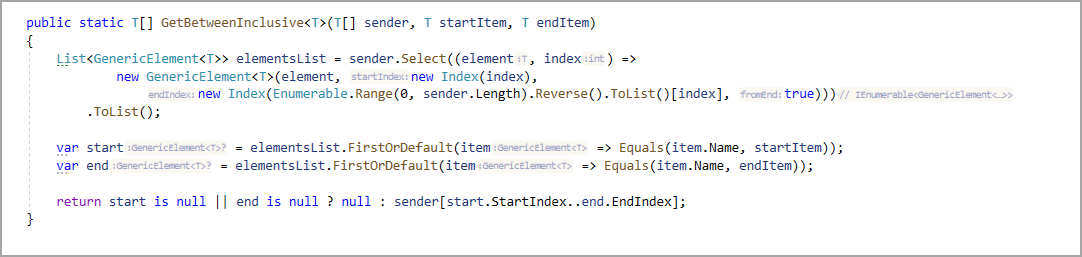 public static T[] GetBetweenInclusive<T>(T[] sender, T startItem, T endItem)
{
List<GenericElement<T>> elementsList = sender.Select((element:T, index:int) =>
new GenericElement<T>(element, startIndex:new Index(index),
endIndex:new Index(Enumerable.Range(0, sender.Length).Reverse().ToList()[index], fromEnd:true)))// IEnumerable<GenericElement<…>>
.ToList();
var start:GenericElement<T>? = elementsList.FirstOrDefault(item:GenericElement<T> => Equals(item.Name, startItem));
var end:GenericElement<T>? = elementsList.FirstOrDefault(item:GenericElement<T> => Equals(item.Name, endItem));
return start is null || end is null ? null : sender[start.StartIndex..end.EndIndex];
}